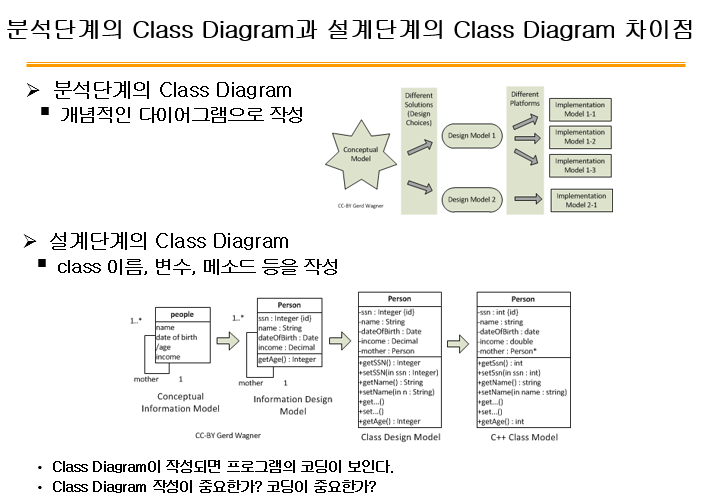 분석단계의 Class Diagram과 설계단계의 Class Diagram 차이점
➢ 분석단계의 Class Diagram
▪ 개념적인 다이어그램으로 작성
Conceptual
Model
CC-BY Gerd Wagner
Different
Solutions
(Design
Choices)
Design Model 1
Design Model 2
Different
Platforms
Implementation
Model 1-1
Implementation
Model 1-2
Implementation
Model 1-3
Implementation
Model 2-1
➢ 설계단계의 Class Diagram
▪ class 이름, 변수, 메소드 등을 작성
1..*
people
name
date of birth
/age
income
mother 1
Conceptual
Information Model
1..*
Person
ssn : Integer {id}
name : String
dateOfBirth : Date
income : Decimal
getAge() : Integer
mother 1
Information Design
Model
Person
-ssn : Integer {id}
-name : String
-dateOfBirth : Date
-income : Decimal
-mother : Person
+getSSN() : Integer
+setSSN(in ssn : Integer)
+getName() : String
+setName(in n : String)
+get...()
+set...()
+getAge() : Integer
Class Design Model
Person
-ssn : int {id}
-name : string
-dateOfBirth : date
-income : double
-mother : Person*
+getSsn() : int
+setSsn(in ssn : int)
+getName() : string
+setName(in name : string)
+get...()
+set...()
+getAge() : int
C++ Class Model
CC-BY Gerd Wagner
• Class Diagram이 작성되면 프로그램의 코딩이 보인다.
• Class Diagram 작성이 중요한가? 코딩이 중요한가?